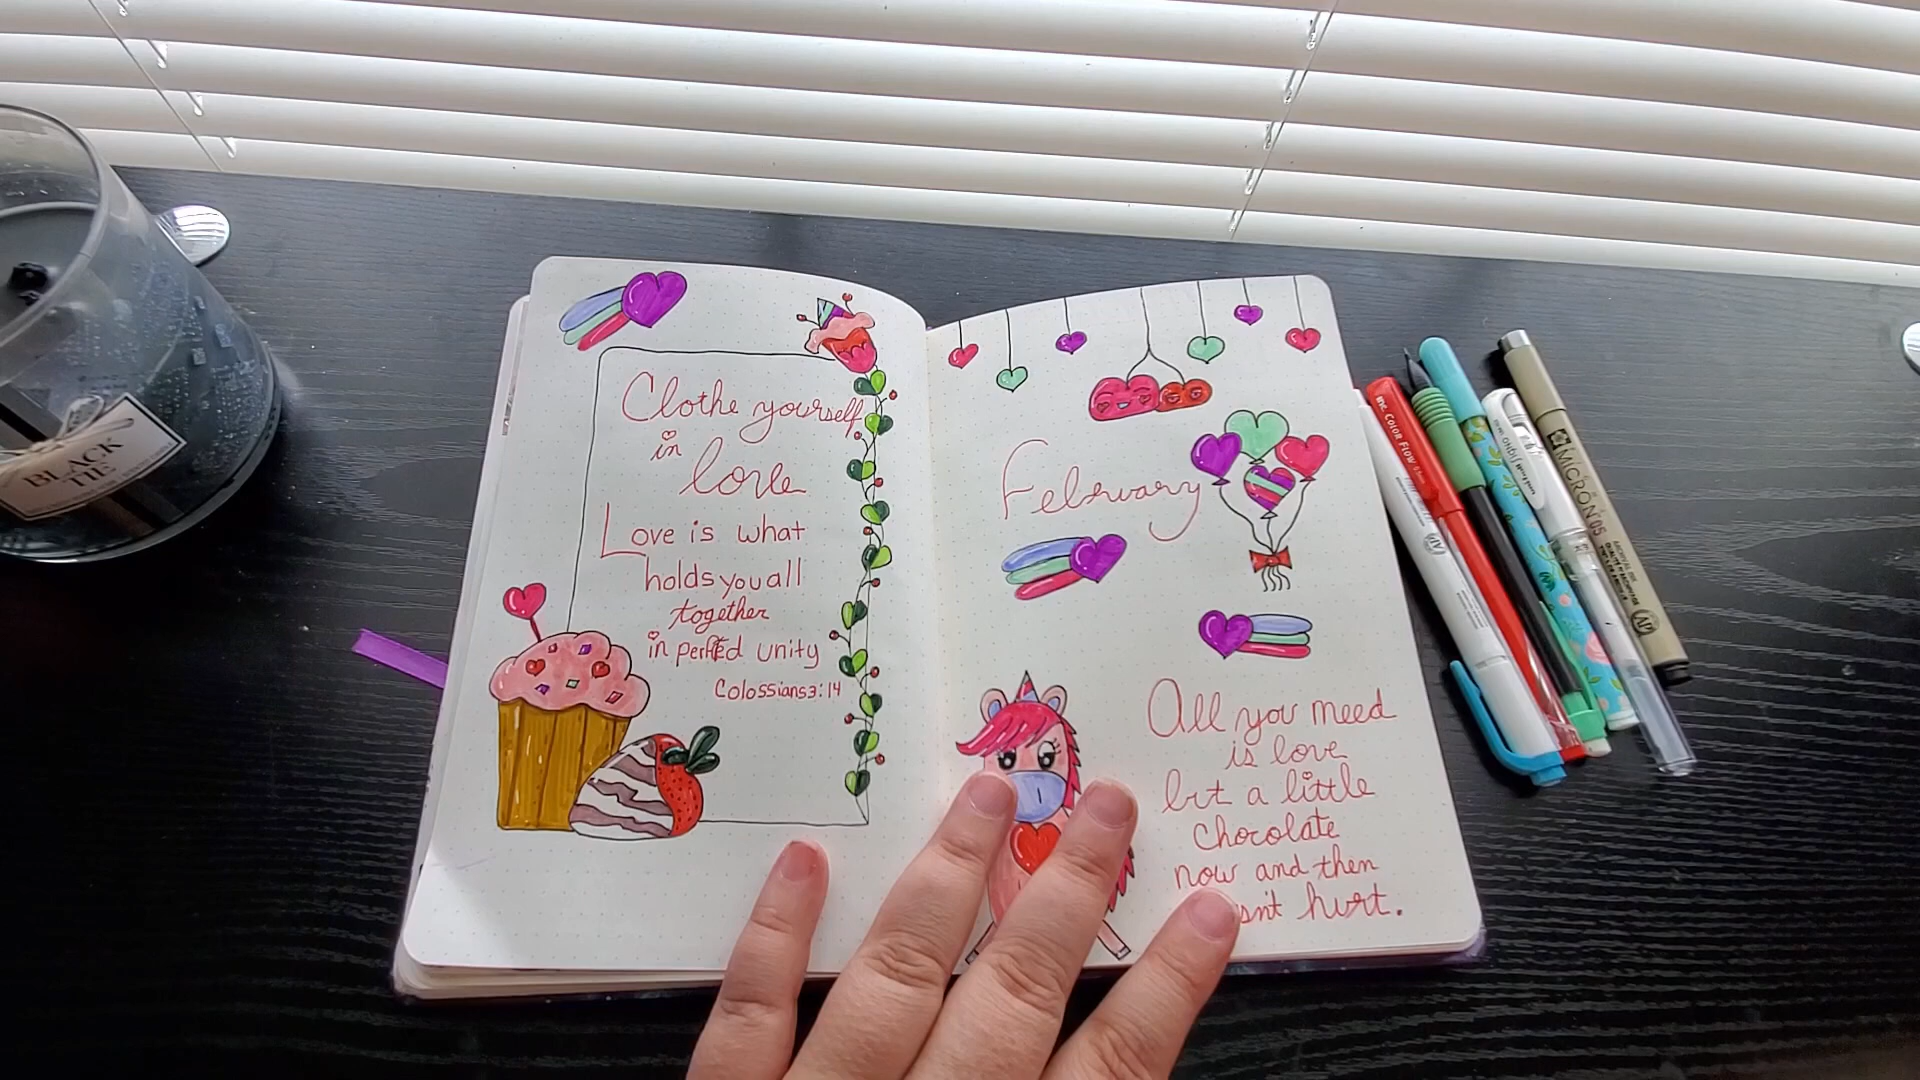 Clothe yourself
in
love
Love is what
holds you all
together
in perfect unity
Colossians 3:14
February
All you need
is love
but a little
chocolate
now and then
sn't hurt.
BLACK
TIE
Color Flow
MICRON 05